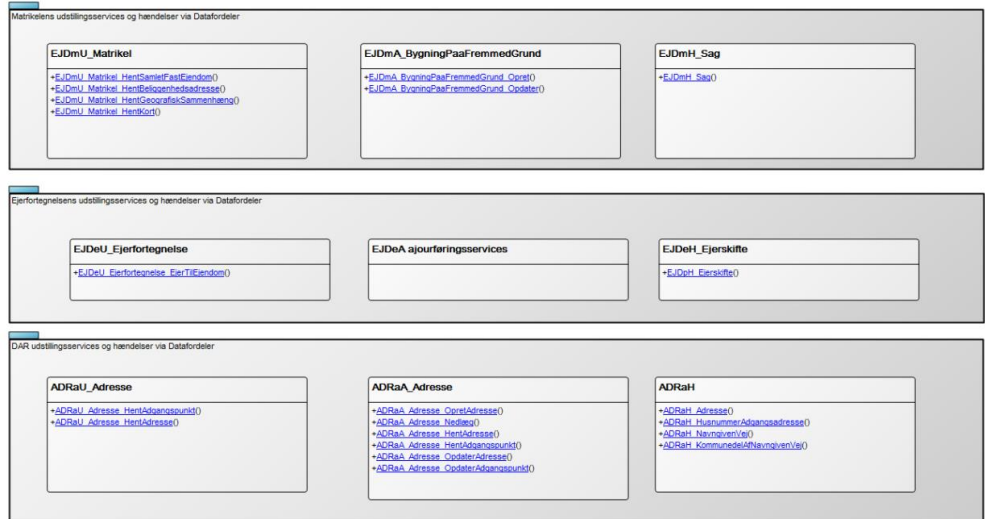 Matrikelens udstillingsservices og hændelser via Datafordeler
EJDmU_Matrikel
+EJDmU_Matrikel_HentSamletFastEjendom()
+EJDmU_Matrikel_HentBeliggenhedsadresse()
+EJDmU_Matrikel_HentGeografiskSammenhæng()
+EJDmU_Matrikel_HentKort()
EJDmA_BygningPaaFremmedGrund
+EJDmA_BygningPaaFremmedGrund_Opret()
+EJDmA_BygningPaaFremmedGrund_Opdater()
EJDmH_Sag
+EJDmH_Sag()
Ejerfortegnelsens udstillingsservices og hændelser via Datafordeler
EJDeU_Ejerfortegnelse
+EJDeU_Ejerfortegnelse_EjerTilEjendom()
EJDeA ajourføringsservices
EJDeH_Ejerskifte
+EJDpH_Ejerskifte()
DAR udstillingsservices og hændelser via Datafordeler
ADRaU_Adresse
+ADRaU_Adresse_HentAdgangspunkt()
+ADRaU_Adresse_HentAdresse()
ADRaA_Adresse
+ADRaA_Adresse_OpretAdresse()
+ADRaA_Adresse_Nedlæg()
+ADRaA_Adresse_HentAdresse()
+ADRaA_Adresse_HentAdgangspunkt()
+ADRaA_Adresse_OpdaterAdresse()
+ADRaA_Adresse_OpdaterAdgangspunkt()
ADRaH
+ADRaH_Adresse()
+ADRaH_HusnummerAdgangsadresse()
+ADRaH_NavngivenVej()
+ADRaH_KommunedelAfNavngivenVej()